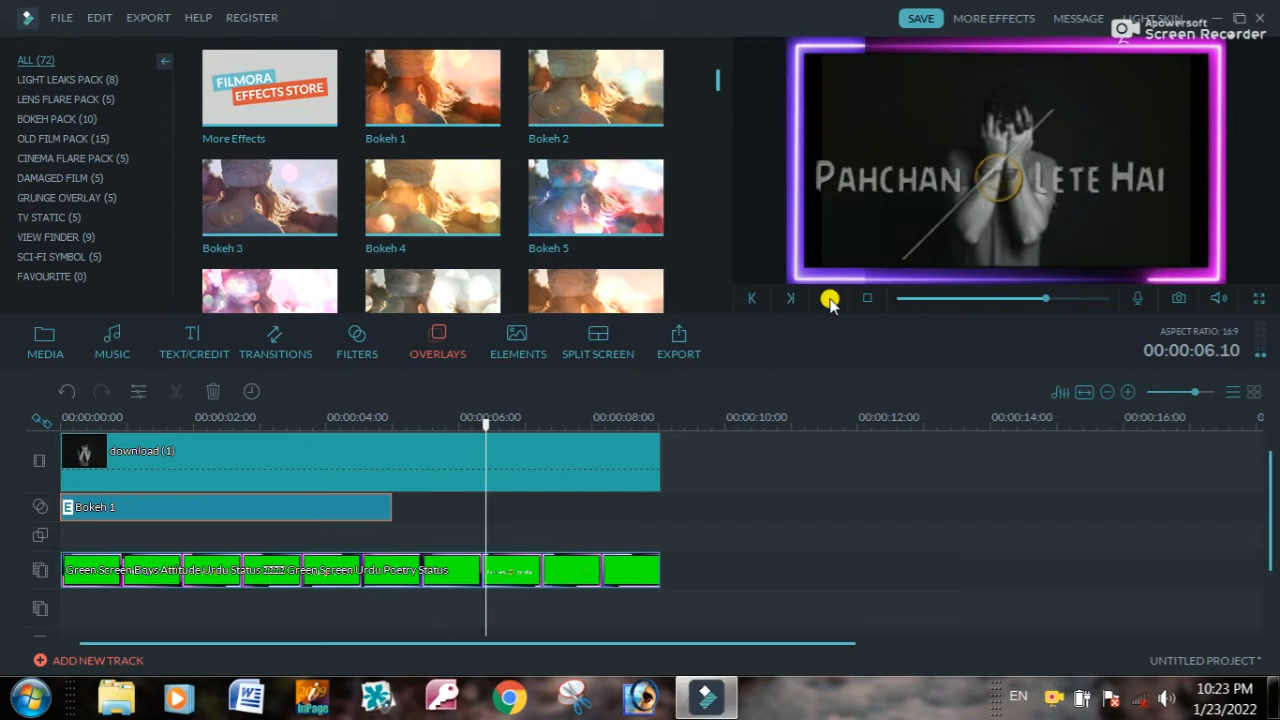 FILE EDIT EXPORT HELP REGISTER
SAVE MORE EFFECTS MESSAGE LIGHT SKIN
Apowersoft
Screen Recorder
ALL (72)
LIGHT LEAKS PACK (8)
LENS FLARE PACK (5)
BOKEH PACK (10)
OLD FILM PACK (15)
CINEMA FLARE PACK (5)
DAMAGED FILM (5)
GRUNGE OVERLAY (5)
TV STATIC (5)
VIEW FINDER (9)
SCI-FI SYMBOL (5)
FAVOURITE (0)
FILMORA
EFFECTS STORE
More Effects Bokeh 1 Bokeh 2
Bokeh 3 Bokeh 4 Bokeh 5
PAHCHAN LETE HAI
MEDIA MUSIC TEXT/CREDIT TRANSITIONS FILTERS OVERLAYS ELEMENTS SPLIT SCREEN EXPORT
ASPECT RATIO: 16:9
00:00:06.10
00:00:00:00 00:00:02:00 00:00:04:00 00:00:06:00 00:00:08:00 00:00:10:00 00:00:12:00 00:00:14:00 00:00:16:00
download (1)
E Bokeh 1
Green Screen Boys Attitude Urdu Status Green Screen Urdu Poetry Status
ADD NEW TRACK
UNTITLED PROJECT *
2009
InPage
EN
10:23 PM
1/23/2022